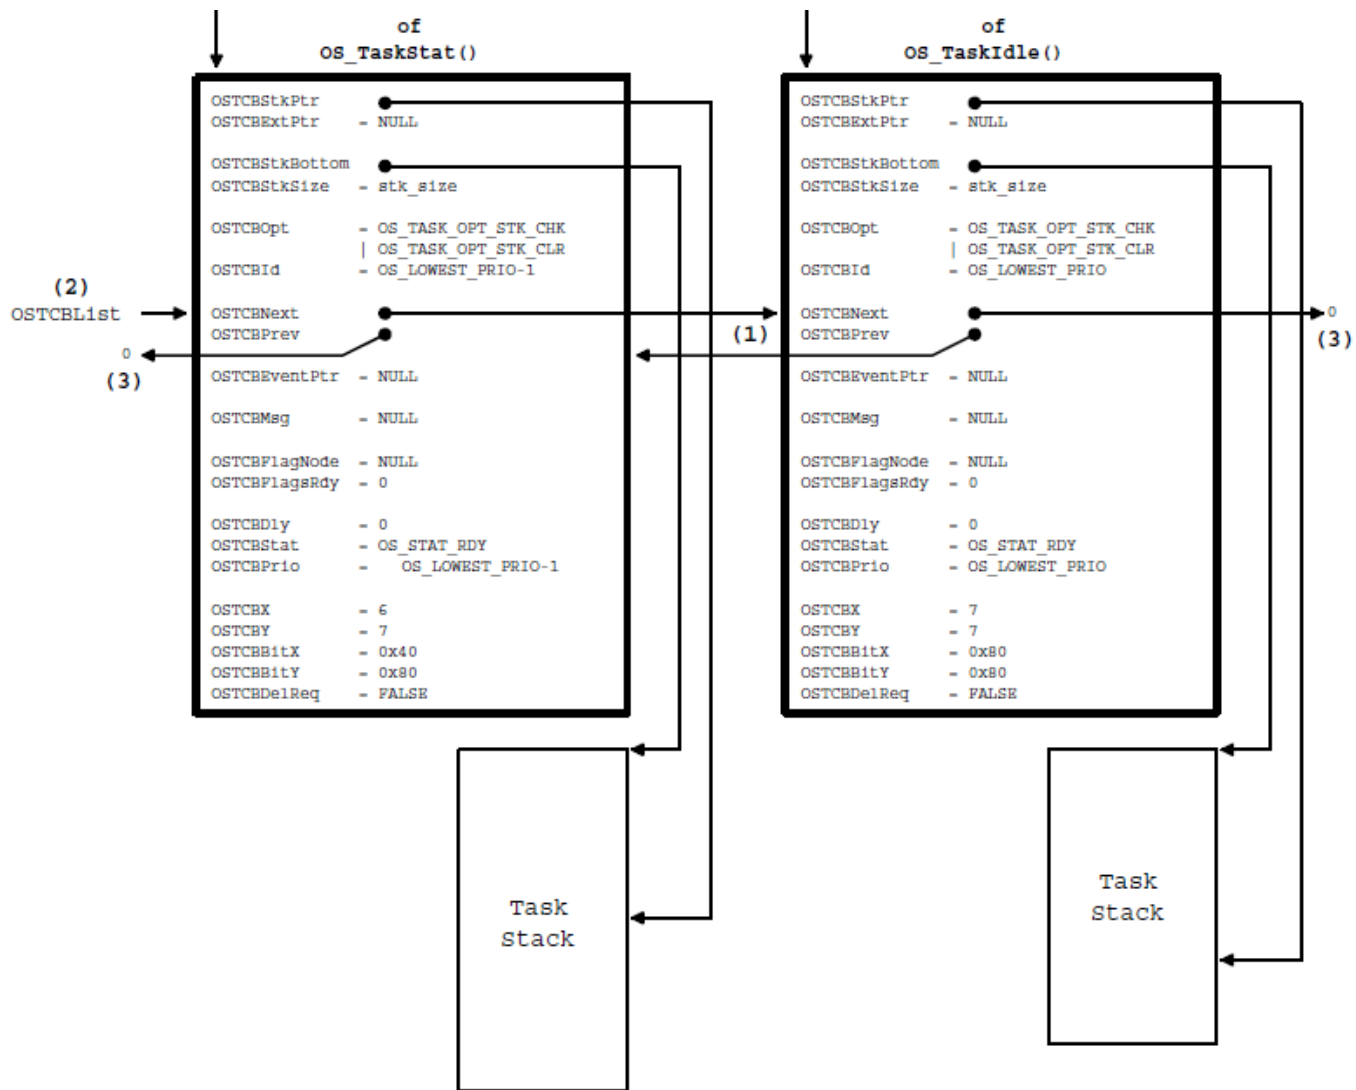 of
OS_TaskStat()
OSTCBStkPtr
OSTCBExtPtr = NULL
OSTCBStkBottom
OSTCBStkSize = stk_size
OSTCBOpt = OS_TASK_OPT_STK_CHK
| OS_TASK_OPT_STK_CLR
OSTCBId = OS_LOWEST_PRIO-1
(2)
OSTCBList
OSTCBNext
OSTCBPrev
0
(3)
(1)
OSTCBEventPtr = NULL
OSTCBMsg = NULL
OSTCBFlagNode = NULL
OSTCBFlagsRdy = 0
OSTCBDly = 0
OSTCBStat = OS_STAT_RDY
OSTCBPrio = OS_LOWEST_PRIO-1
OSTCBX = 6
OSTCBY = 7
OSTCBBitX = 0x40
OSTCBBitY = 0x80
OSTCBDelReq = FALSE
Task
Stack
of
OS_TaskIdle()
OSTCBStkPtr
OSTCBExtPtr = NULL
OSTCBStkBottom
OSTCBStkSize = stk_size
OSTCBOpt = OS_TASK_OPT_STK_CHK
| OS_TASK_OPT_STK_CLR
OSTCBId = OS_LOWEST_PRIO
OSTCBNext
OSTCBPrev
0
(3)
OSTCBEventPtr = NULL
OSTCBMsg = NULL
OSTCBFlagNode = NULL
OSTCBFlagsRdy = 0
OSTCBDly = 0
OSTCBStat = OS_STAT_RDY
OSTCBPrio = OS_LOWEST_PRIO
OSTCBX = 7
OSTCBY = 7
OSTCBBitX = 0x80
OSTCBBitY = 0x80
OSTCBDelReq = FALSE
Task
Stack